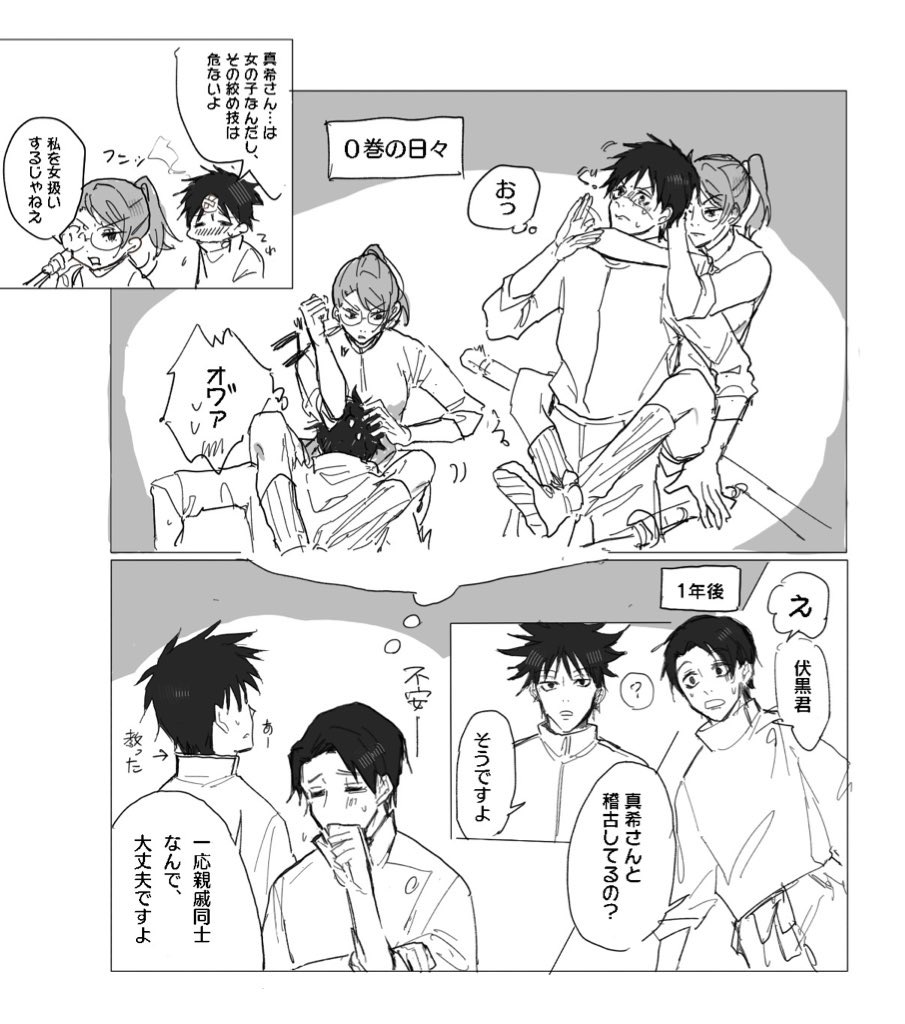 0巻の日々
おっ
オヴァ
真希さん…は
女の子なんだし、
その絞め技は
危ないよ
フンッ
私を女扱い
するじゃねえ
1年後
え
伏黒君
真希さんと
稽古してるの？
？
そうですよ
不安――
あー
救った→
一応親戚同士
なんで、
大丈夫ですよ